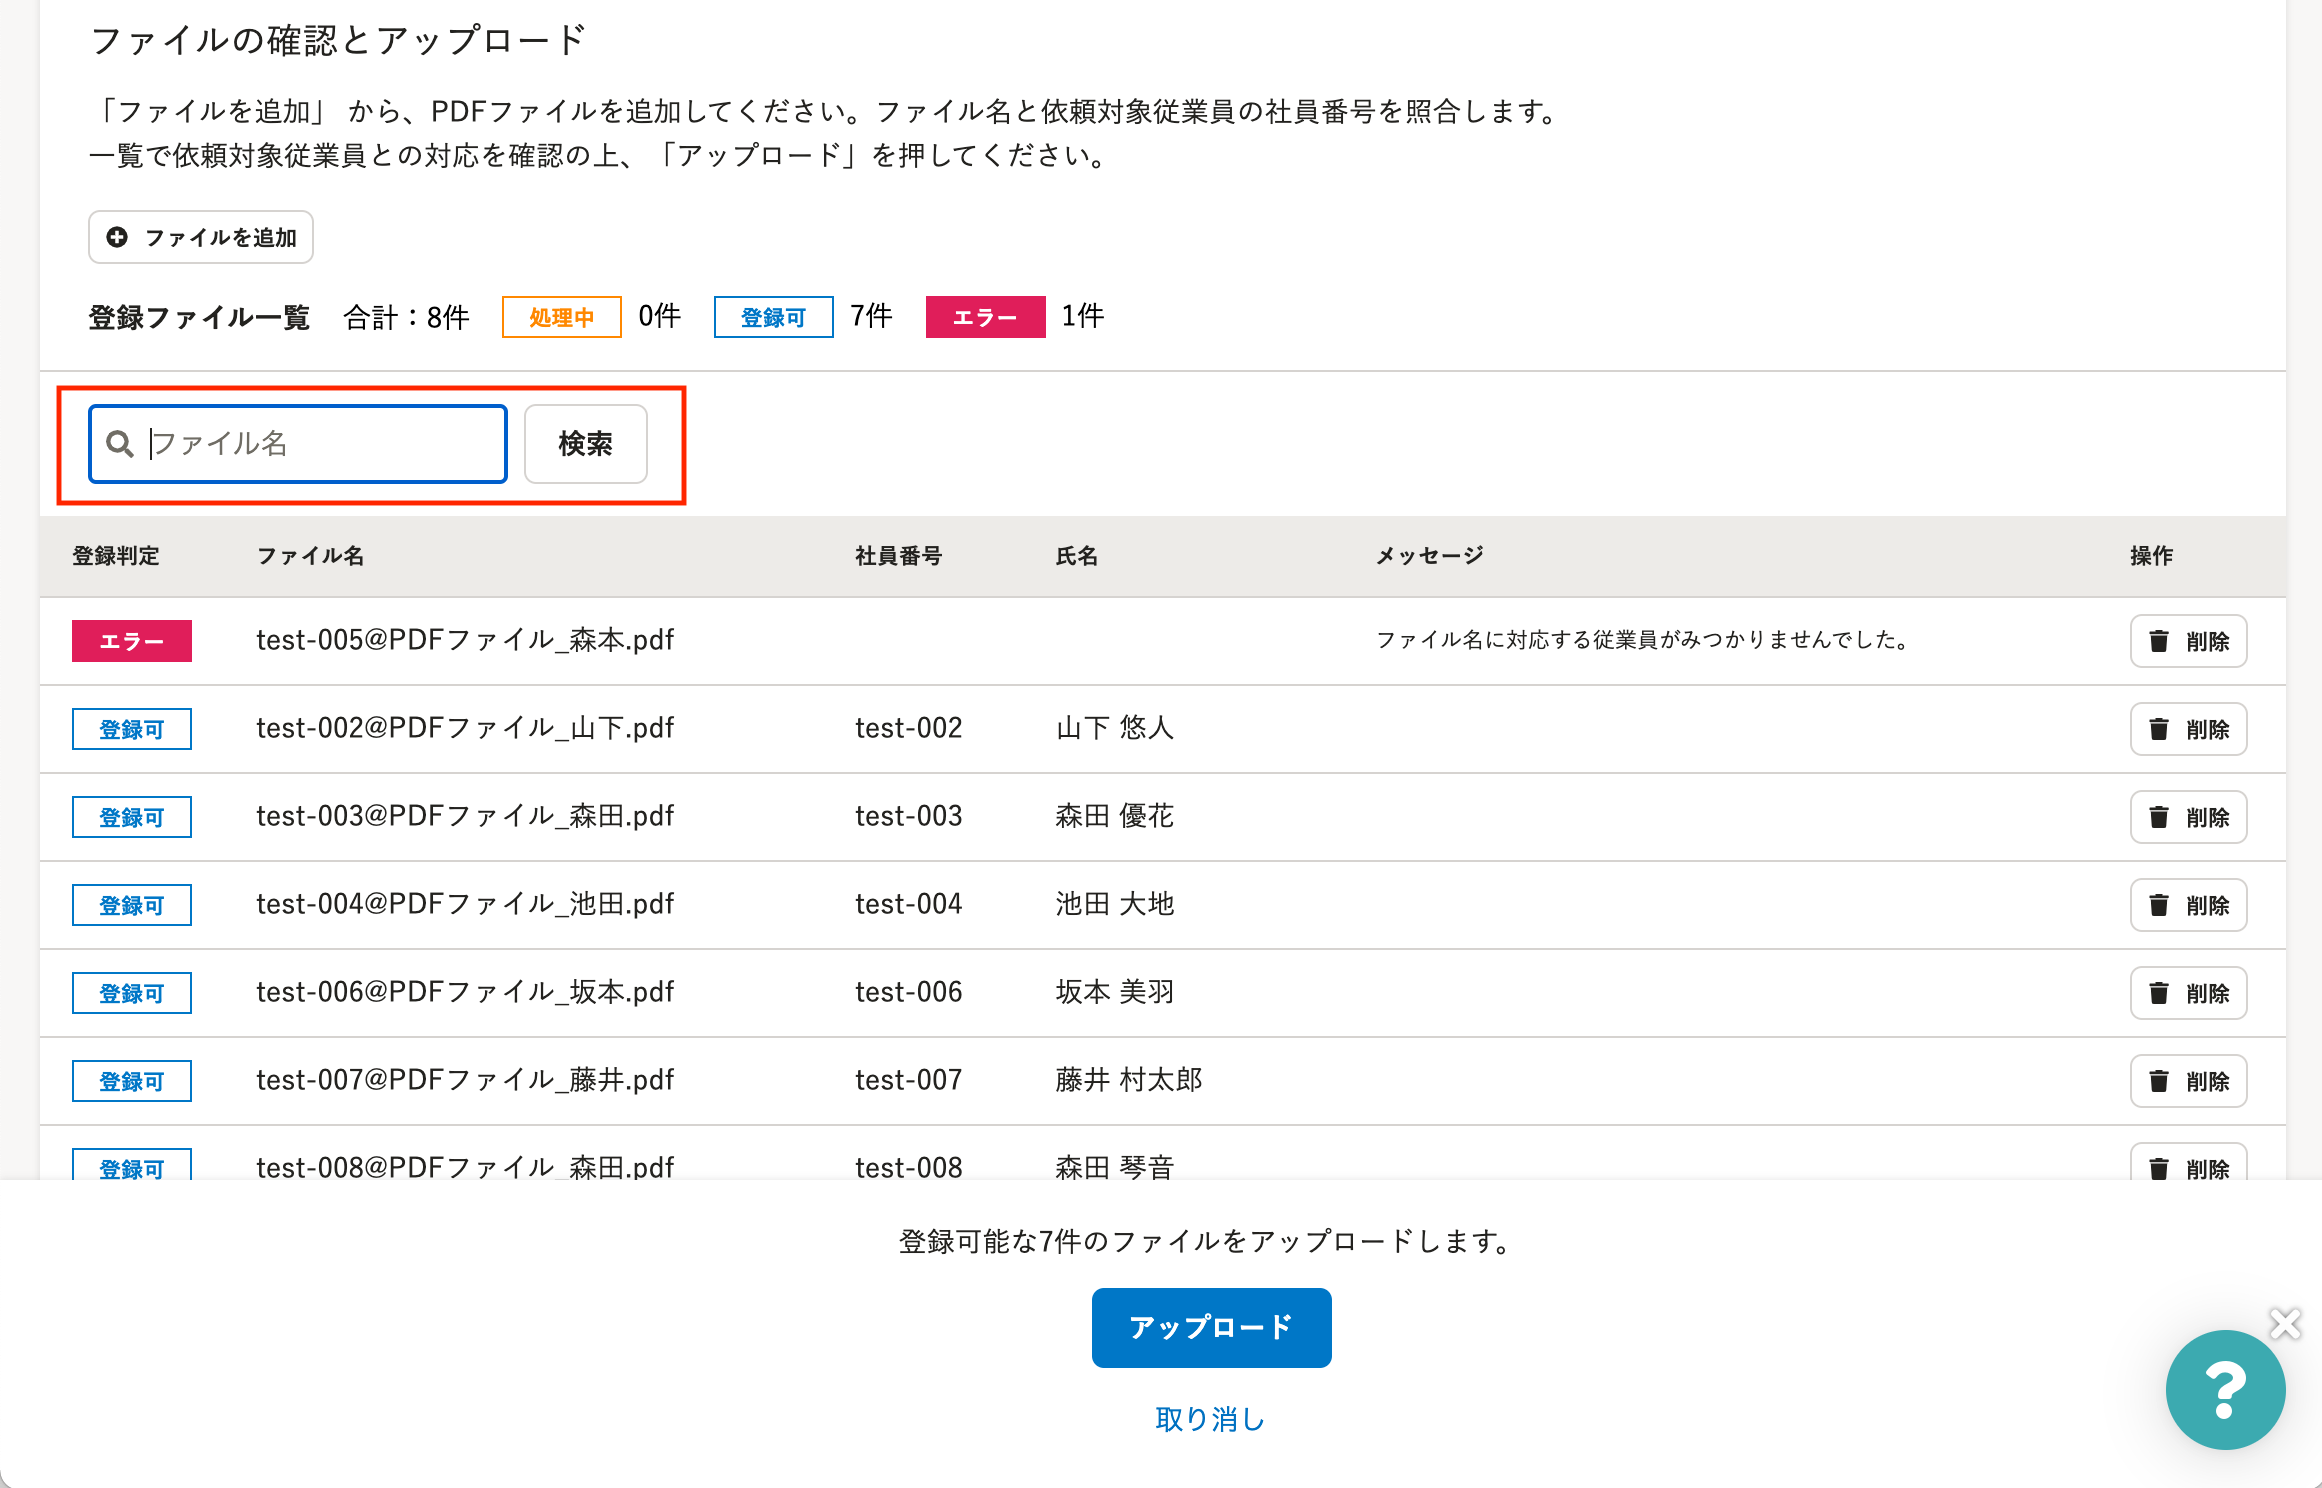 ファイルの確認とアップロード
「ファイルを追加」 から、PDFファイルを追加してください。ファイル名と依頼対象従業員の社員番号を照合します。
一覧で依頼対象従業員との対応を確認の上、「アップロード」を押してください。
ファイルを追加
登録ファイル一覧 合計：8件 処理中 0件 登録可 7件 エラー 1件
ファイル名 検索
登録判定 ファイル名 社員番号 氏名 メッセージ 操作
エラー test-005@PDFファイル_森本.pdf ファイル名に対応する従業員がみつかりませんでした。 削除
登録可 test-002@PDFファイル_山下.pdf test-002 山下 悠人 削除
登録可 test-003@PDFファイル_森田.pdf test-003 森田 優花 削除
登録可 test-004@PDFファイル_池田.pdf test-004 池田 大地 削除
登録可 test-006@PDFファイル_坂本.pdf test-006 坂本 美羽 削除
登録可 test-007@PDFファイル_藤井.pdf test-007 藤井 村太郎 削除
登録可 test-008@PDFファイル_森田.pdf test-008 森田 琴音 削除
登録可能な7件のファイルをアップロードします。
アップロード
取り消し
?